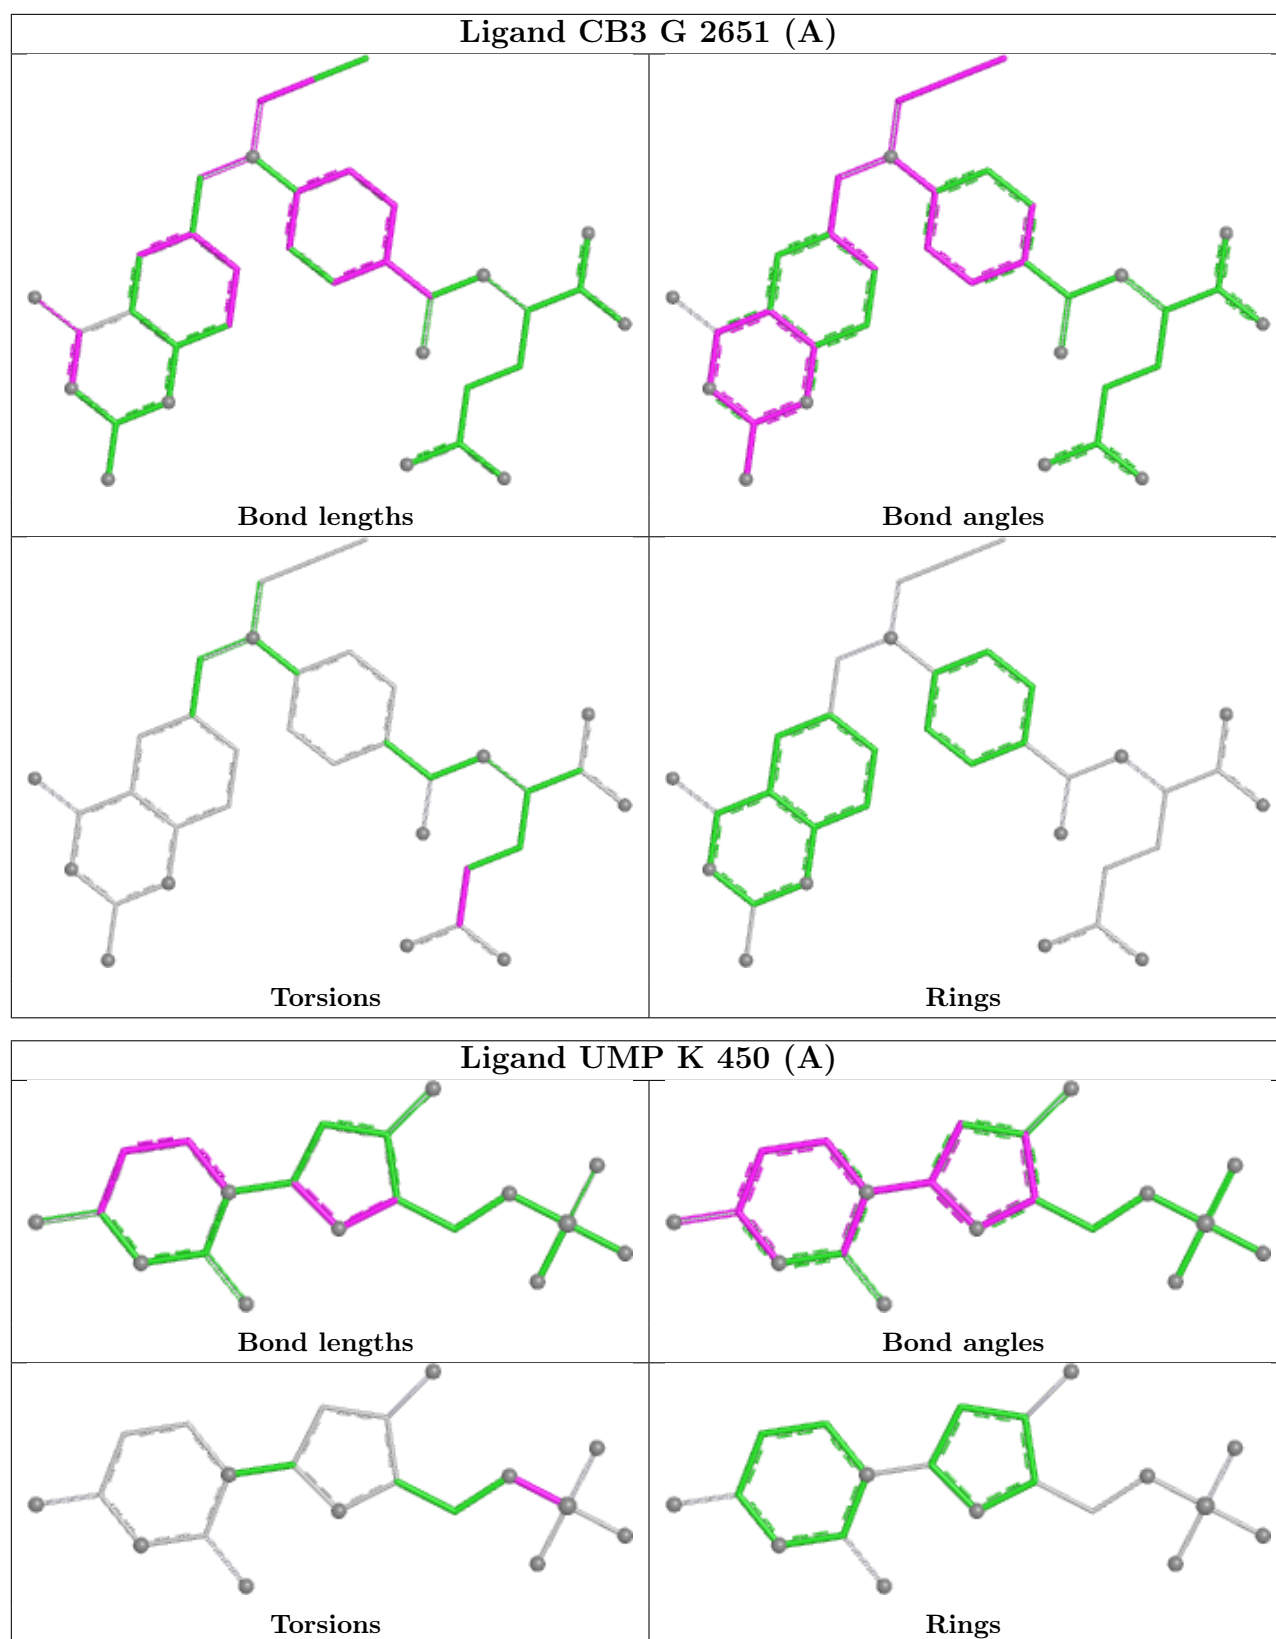 Ligand CB3 G 2651 (A)
Bond lengths
Bond angles
Torsions
Rings
Ligand UMP K 450 (A)
Bond lengths
Bond angles
Torsions
Rings